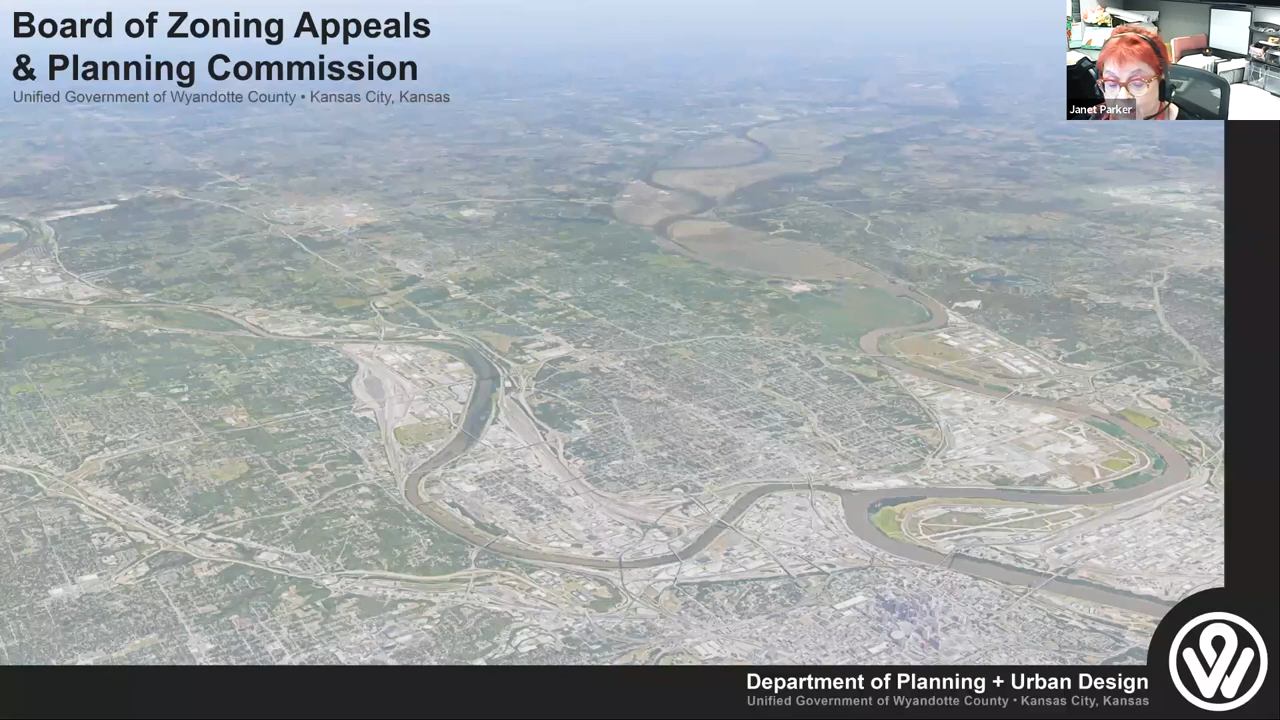 Board of Zoning Appeals
& Planning Commission
Unified Government of Wyandotte County • Kansas City, Kansas
Janet Parker
Department of Planning + Urban Design
Unified Government of Wyandotte County • Kansas City, Kansas